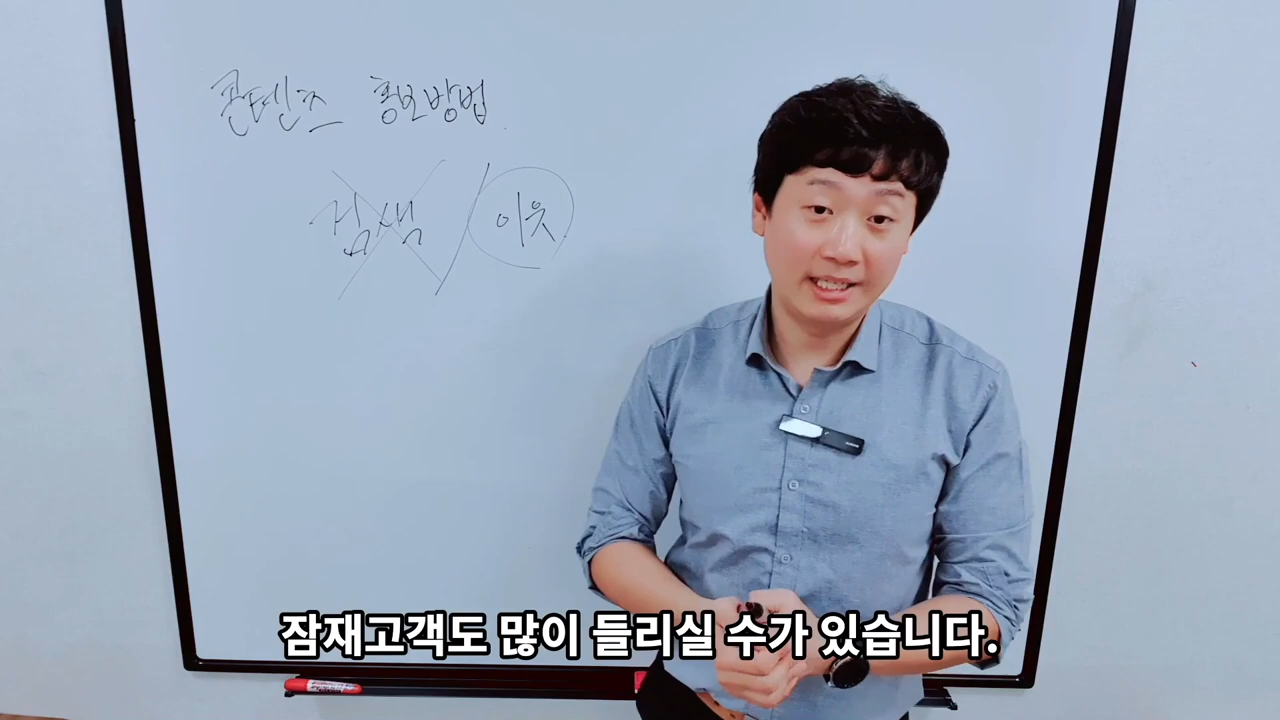 콘텐츠 홍보방법
검색 / 이웃
잠재고객도 많이 들리실 수가 있습니다.